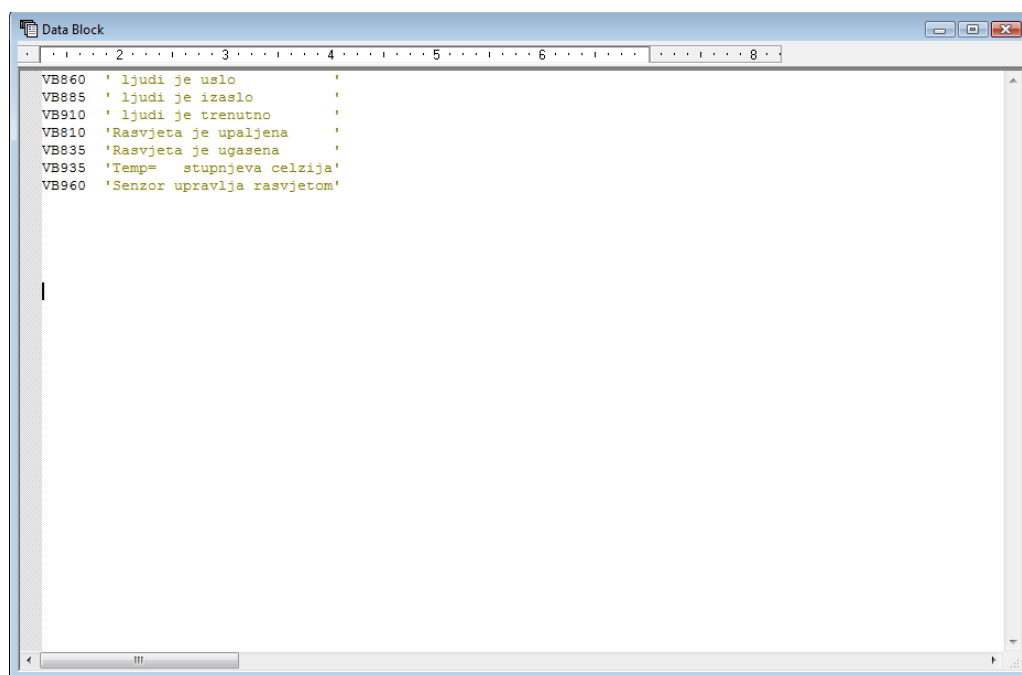 Data Block
2 3 4 5 6 8
VB860 ' ljudi je uslo           '
VB885 ' ljudi je izaslo         '
VB910 ' ljudi je trenutno       '
VB810 'Rasvjeta je upaljena     '
VB835 'Rasvjeta je ugasena      '
VB935 'Temp=   stupnjeva celzija'
VB960 'Senzor upravlja rasvjetom'